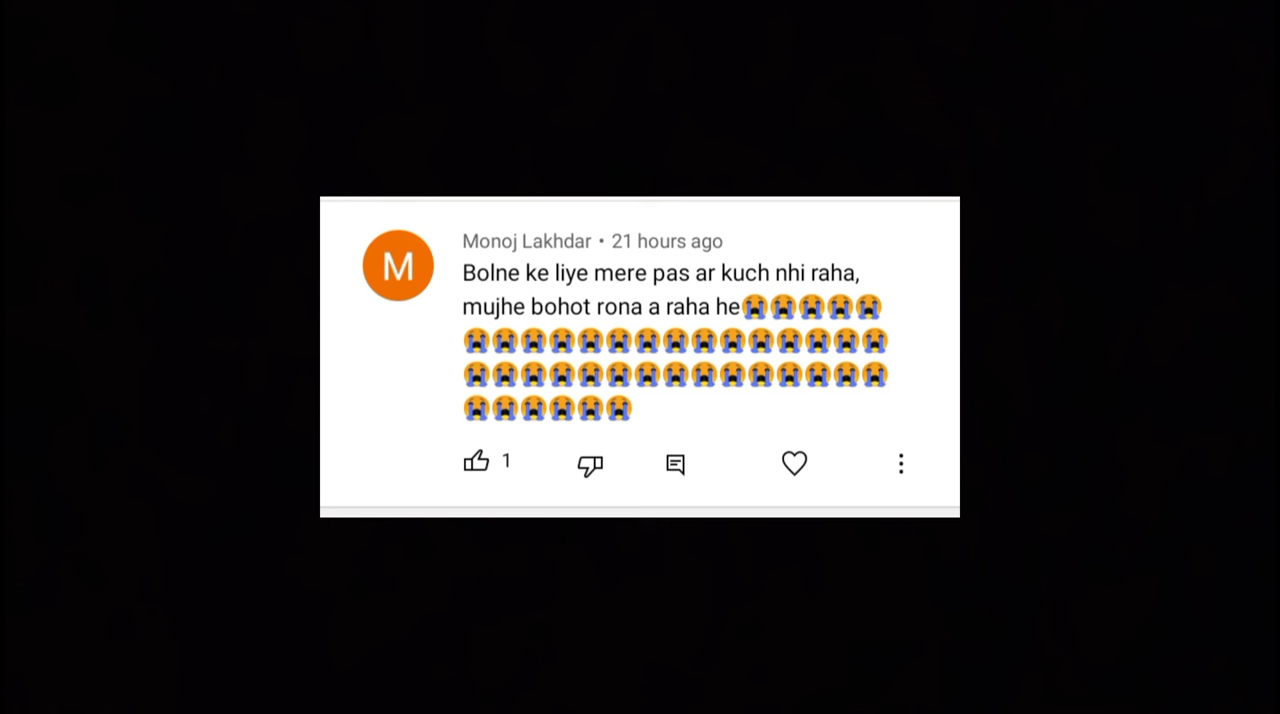 M
Monoj Lakhdar • 21 hours ago
Bolne ke liye mere pas ar kuch nhi raha,
mujhe bohot rona a raha he😭😭😭😭😭
😭😭😭😭😭😭😭😭😭😭😭😭😭😭😭
😭😭😭😭😭😭😭😭😭😭😭😭😭😭😭
😭😭😭😭😭😭
1